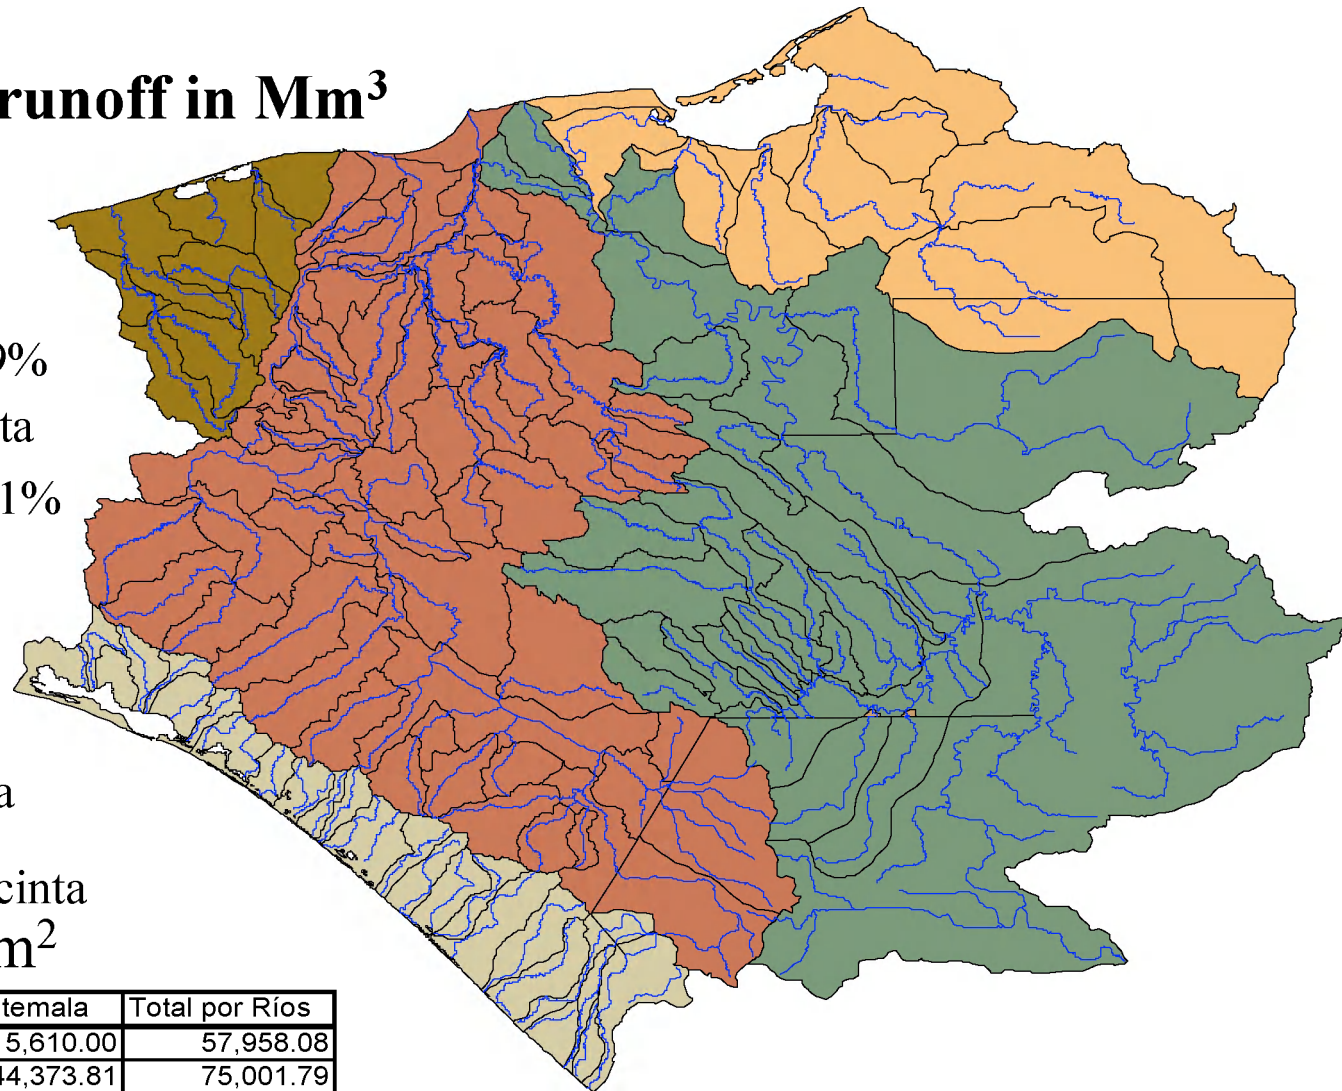 runoff in Mm³
9%
ta
1%
a
cinta
m²
temala Total por Ríos
5,610.00 57,958.08
44,373.81 75,001.79